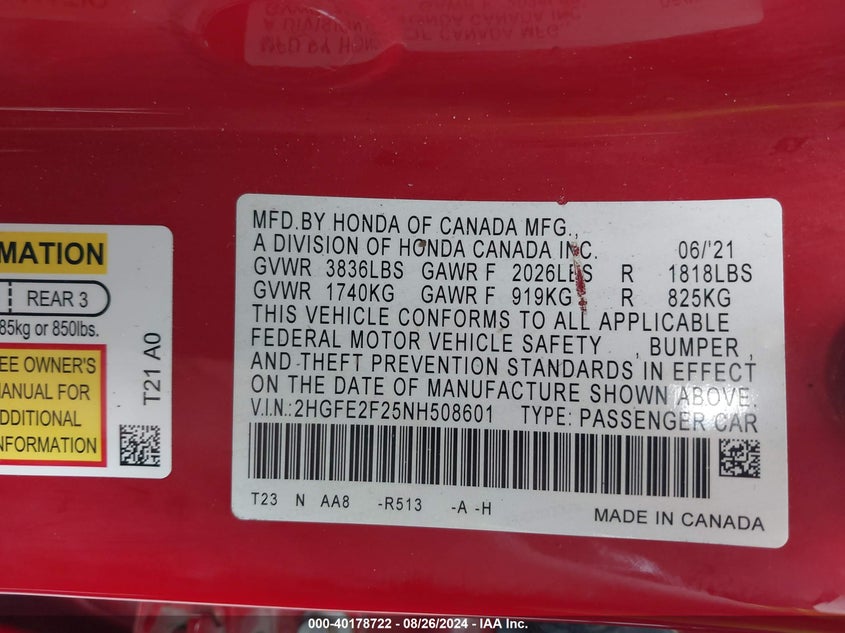 MFD.BY HONDA OF CANADA MFG.,
A DIVISION OF HONDA CANADA INC. 06/'21
GVWR 3836LBS GAWR F 2026LBS R 1818LBS
GVWR 1740KG GAWR F 919KG R 825KG
THIS VEHICLE CONFORMS TO ALL APPLICABLE
FEDERAL MOTOR VEHICLE SAFETY , BUMPER ,
AND THEFT PREVENTION STANDARDS IN EFFECT
ON THE DATE OF MANUFACTURE SHOWN ABOVE.
V.I.N.:2HGFE2F25NH508601 TYPE: PASSENGER CAR
T23 N AA8 -R513 -A -H
MADE IN CANADA
RMATION
REAR 3
85kg or 850lbs.
EE OWNER'S
MANUAL FOR
DDITIONAL
NFORMATION
T21 A0
000-40178722 - 08/26/2024 - IAA Inc.